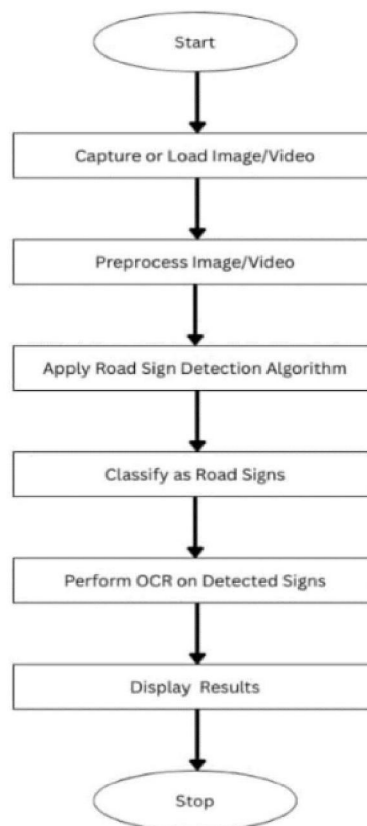 Start
Capture or Load Image/Video
Preprocess Image/Video
Apply Road Sign Detection Algorithm
Classify as Road Signs
Perform OCR on Detected Signs
Display Results
Stop